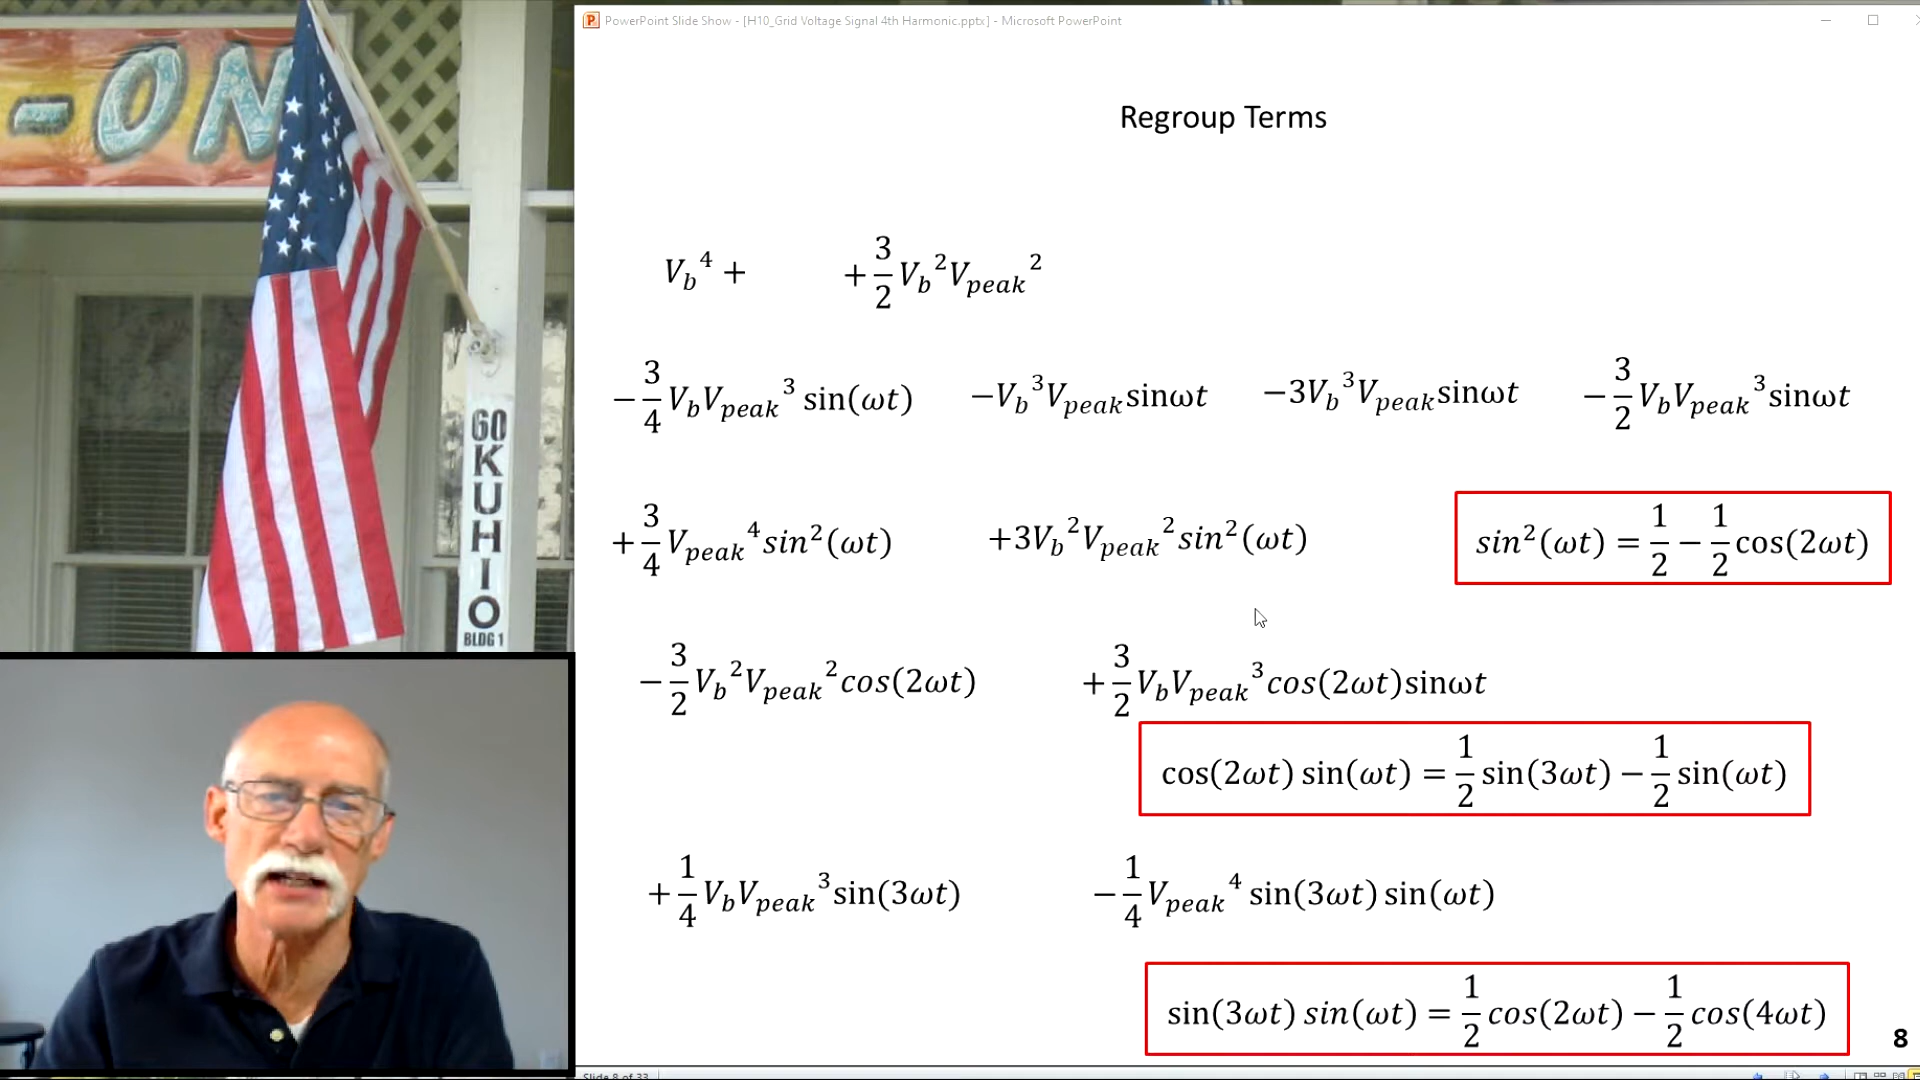 -ON
60
K
U
H
I
O
BLDG 1
PowerPoint Slide Show - [H10_Grid Voltage Signal 4th Harmonic.pptx] - Microsoft PowerPoint
Regroup Terms
V_b^4 + + 3/2 V_b^2 V_peak^2
− 3/4 V_b V_peak^3 sin(ωt) −V_b^3 V_peak sinωt −3V_b^3 V_peak sinωt − 3/2 V_b V_peak^3 sinωt
+ 3/4 V_peak^4 sin^2(ωt) +3V_b^2 V_peak^2 sin^2(ωt) sin^2(ωt) = 1/2 − 1/2 cos(2ωt)
− 3/2 V_b^2 V_peak^2 cos(2ωt) + 3/2 V_b V_peak^3 cos(2ωt)sinωt
cos(2ωt) sin(ωt) = 1/2 sin(3ωt) − 1/2 sin(ωt)
+ 1/4 V_b V_peak^3 sin(3ωt) − 1/4 V_peak^4 sin(3ωt) sin(ωt)
sin(3ωt) sin(ωt) = 1/2 cos(2ωt) − 1/2 cos(4ωt)
8
Slide 8 of 33